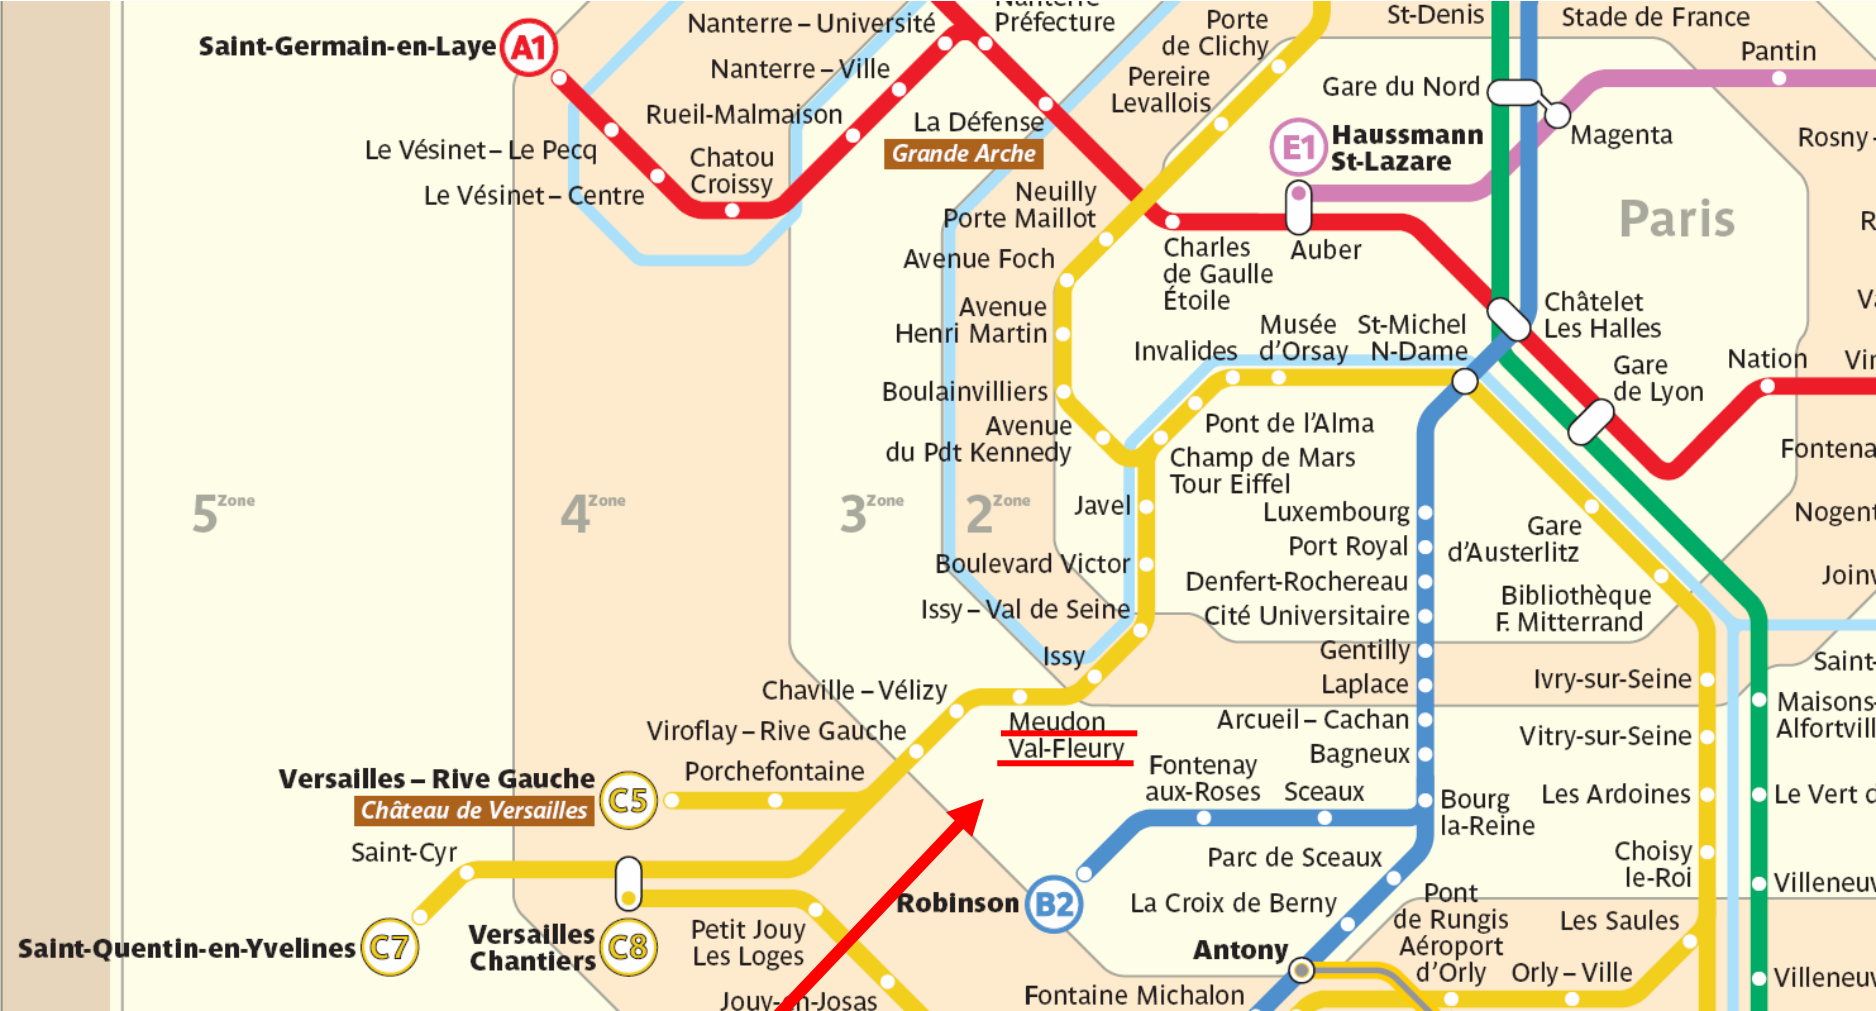 Saint-Germain-en-Laye
A1
Nanterre – Université
Préfecture
Nanterre – Ville
Rueil-Malmaison
Le Vésinet – Le Pecq
Chatou
Croissy
Le Vésinet – Centre
La Défense
Grande Arche
Porte
de Clichy
Pereire
Levallois
Neuilly
Porte Maillot
Avenue Foch
Avenue
Henri Martin
Boulainvilliers
Avenue
du Pdt Kennedy
St-Denis
Stade de France
Pantin
Gare du Nord
Magenta
E1
Haussmann
St-Lazare
Rosny-
Paris
Charles
de Gaulle
Étoile
Auber
Châtelet
Les Halles
Musée
d'Orsay
St-Michel
N-Dame
Invalides
Gare
de Lyon
Nation
Pont de l'Alma
Champ de Mars
Tour Eiffel
Javel
Boulevard Victor
Issy – Val de Seine
Issy
5 Zone
4 Zone
3 Zone
2 Zone
Luxembourg
Port Royal
Denfert-Rochereau
Cité Universitaire
Gentilly
Laplace
Arcueil – Cachan
Bagneux
Gare
d'Austerlitz
Bibliothèque
F. Mitterrand
Fontena
Nogent
Joinv
Ivry-sur-Seine
Vitry-sur-Seine
Les Ardoines
Choisy
le-Roi
Saint-
Maisons-
Alfortvill
Le Vert d
Villeneuv
Villeneuv
Chaville – Vélizy
Meudon
Val-Fleury
Viroflay – Rive Gauche
Porchefontaine
Versailles – Rive Gauche
Château de Versailles
C5
Saint-Cyr
Saint-Quentin-en-Yvelines
C7
Versailles
Chantiers
C8
Petit Jouy
Les Loges
Jouy-en-Josas
Fontenay
aux-Roses
Sceaux
Bourg
la-Reine
Robinson
B2
Parc de Sceaux
La Croix de Berny
Antony
Fontaine Michalon
Pont
de Rungis
Aéroport
d'Orly
Orly – Ville
Les Saules